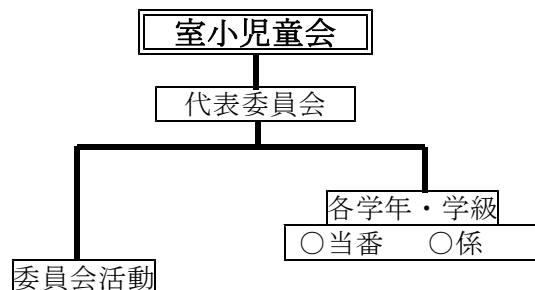 室小児童会
代表委員会
各学年・学級
○当番　○係
委員会活動